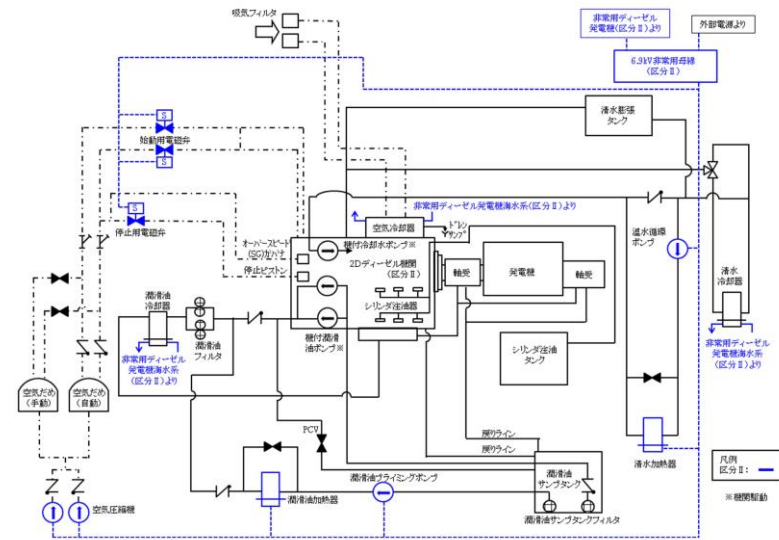 吸気フィルタ
非常用ディーゼル
発電機(区分Ⅱ)より
外部電源より
6.9kV非常用母線
(区分Ⅱ)
清水膨張
タンク
S
始動用電磁弁
S
S
停止用電磁弁
空気冷却器
非常用ディーゼル発電機海水系(区分Ⅱ)より
ドレン
サンプ
オーバースピード
(SG)ガバナ
機付冷却水ポンプ※
停止ピストン
2Dディーゼル機関
(区分Ⅱ)
軸受
発電機
軸受
温水循環
ポンプ
清水
冷却器
非常用ディーゼル
発電機海水系
(区分Ⅱ)より
潤滑油
冷却器
潤滑油
フィルタ
シリンダ注油器
機付潤滑
油ポンプ※
シリンダ注油
タンク
非常用ディーゼル
発電機海水系
(区分Ⅱ)より
空気だめ
(手動)
空気だめ
(自動)
PCV
戻りライン
戻りライン
清水加熱器
凡例
区分Ⅱ:
潤滑油
サンプタンク
潤滑油プライミングポンプ
潤滑油加熱器
潤滑油サンプタンクフィルタ
空気圧縮機
※機関駆動